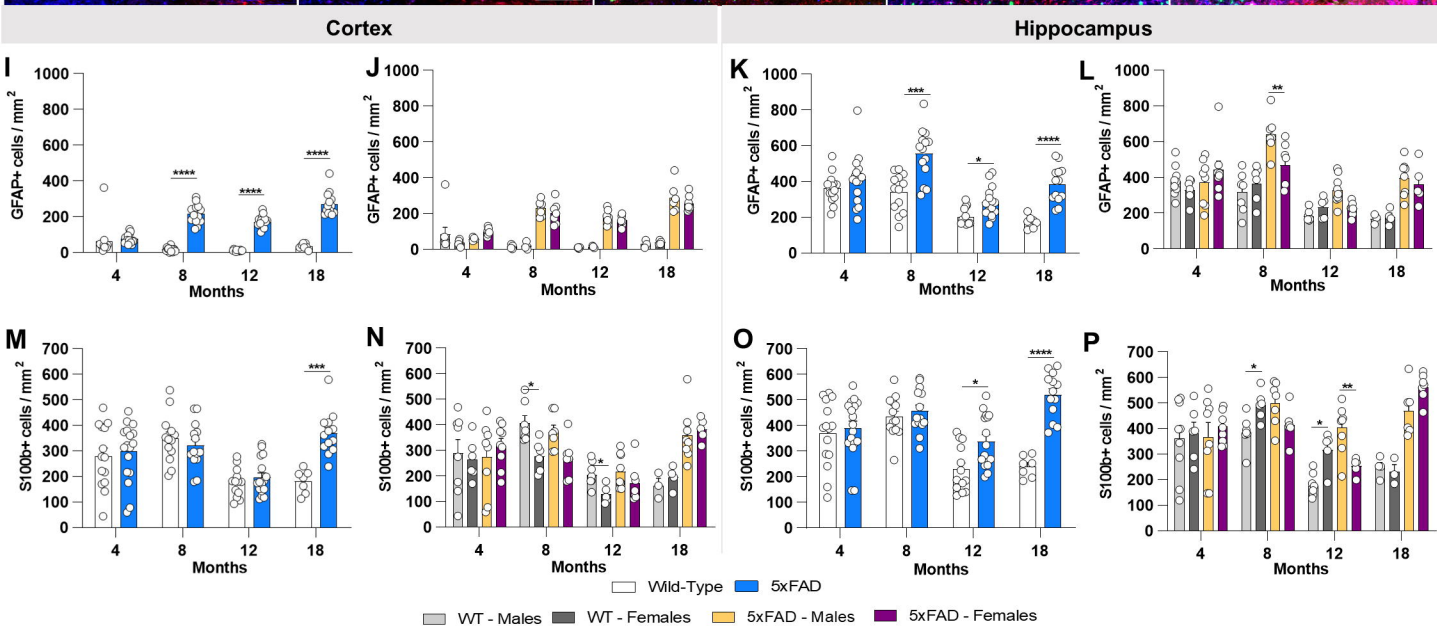 Cortex
Hippocampus
I
1000
800
600
400
200
0
GFAP+ cells / mm2
****
****
****
4 8 12 18
Months
J
1000
800
600
400
200
0
GFAP+ cells / mm2
4 8 12 18
Months
K
1000
800
600
400
200
0
GFAP+ cells / mm2
***
*
****
4 8 12 18
Months
L
1000
800
600
400
200
0
GFAP+ cells / mm2
**
4 8 12 18
Months
M
700
600
500
400
300
200
100
0
S100b+ cells / mm2
***
4 8 12 18
Months
N
700
600
500
400
300
200
100
0
S100b+ cells / mm2
*
*
4 8 12 18
Months
O
700
600
500
400
300
200
100
0
S100b+ cells / mm2
*
****
4 8 12 18
Months
P
700
600
500
400
300
200
100
0
S100b+ cells / mm2
*
*
**
4 8 12 18
Months
Wild-Type 5xFAD
WT - Males WT - Females 5xFAD - Males 5xFAD - Females